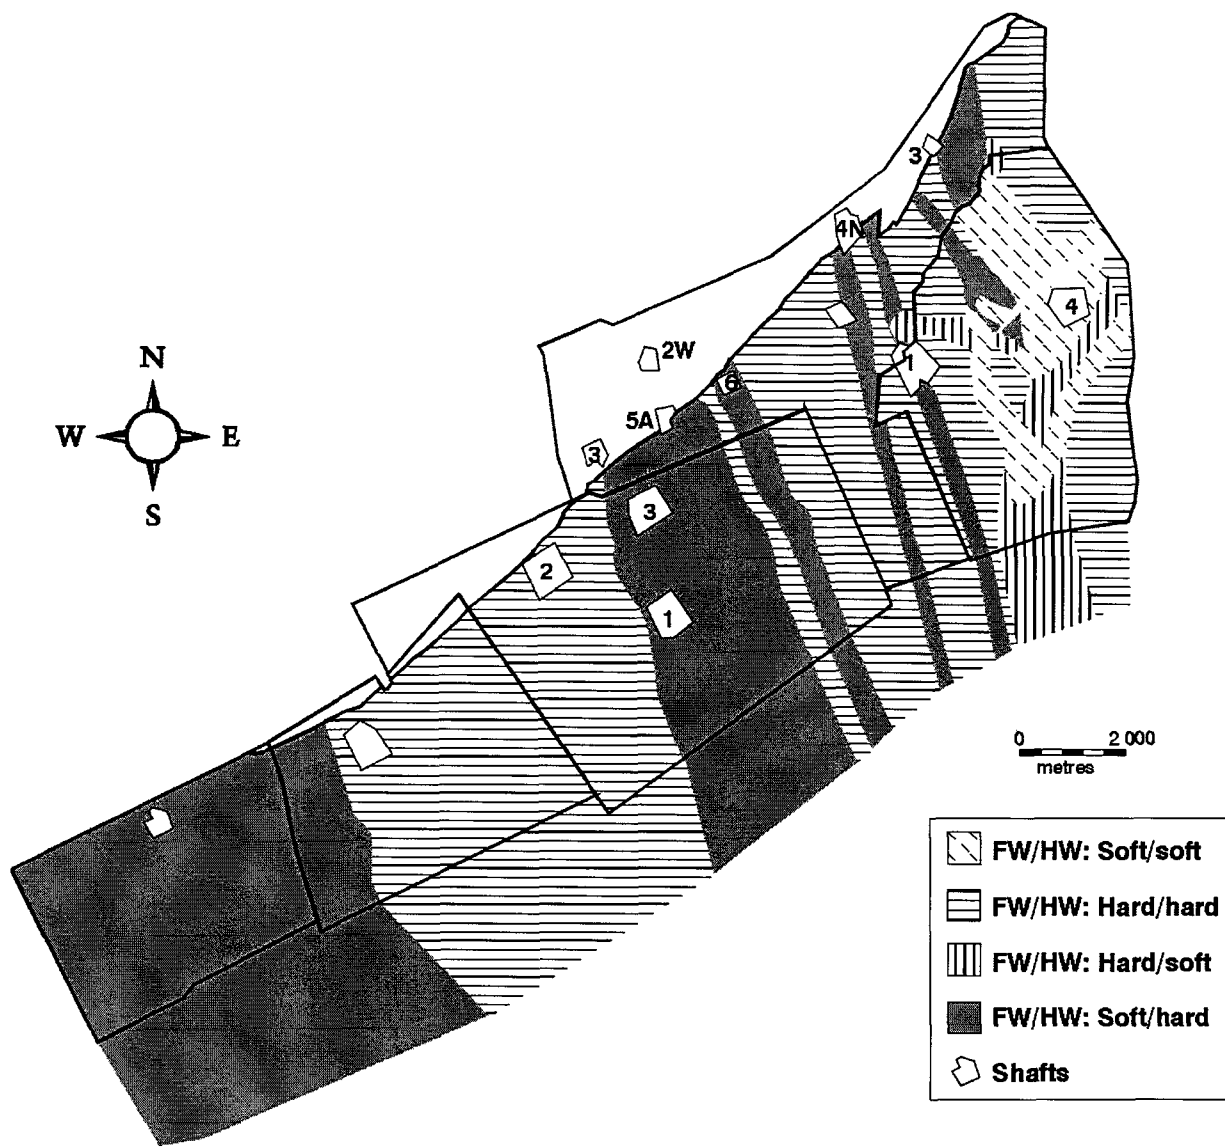 3
4N
4
N
2W
1
6
W
E
5A
3
S
3
2
1
0 2 000
metres
FW/HW: Soft/soft
FW/HW: Hard/hard
FW/HW: Hard/soft
FW/HW: Soft/hard
Shafts